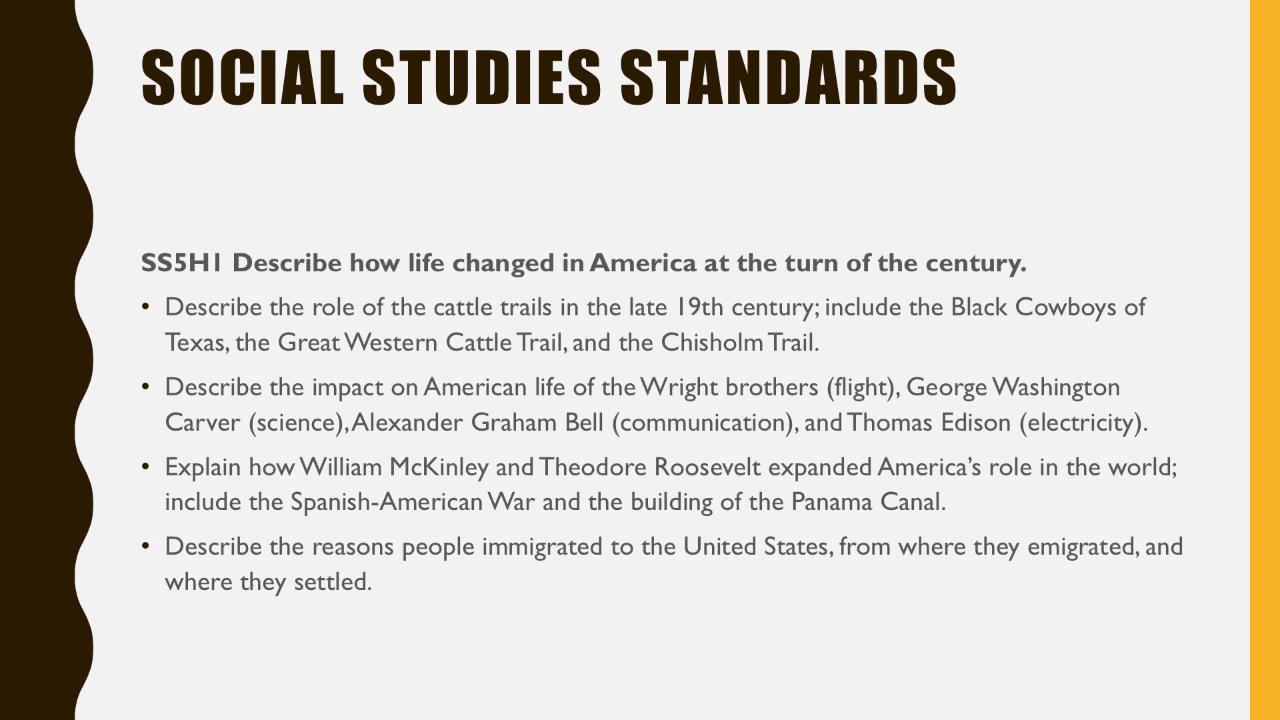 SOCIAL STUDIES STANDARDS
SS5H1 Describe how life changed in America at the turn of the century.
• Describe the role of the cattle trails in the late 19th century; include the Black Cowboys of
Texas, the Great Western Cattle Trail, and the Chisholm Trail.
• Describe the impact on American life of the Wright brothers (flight), George Washington
Carver (science), Alexander Graham Bell (communication), and Thomas Edison (electricity).
• Explain how William McKinley and Theodore Roosevelt expanded America’s role in the world;
include the Spanish-American War and the building of the Panama Canal.
• Describe the reasons people immigrated to the United States, from where they emigrated, and
where they settled.